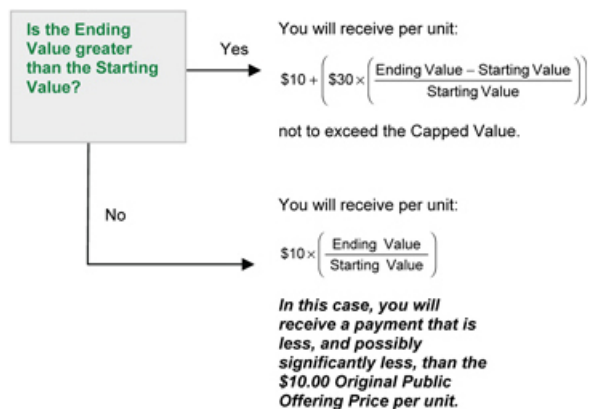 Is the Ending
Value greater
than the Starting
Value?
Yes
You will receive per unit:
$10 + ($30 × ((Ending Value – Starting Value) / Starting Value))
not to exceed the Capped Value.
No
You will receive per unit:
$10 × (Ending Value / Starting Value)
In this case, you will
receive a payment that is
less, and possibly
significantly less, than the
$10.00 Original Public
Offering Price per unit.